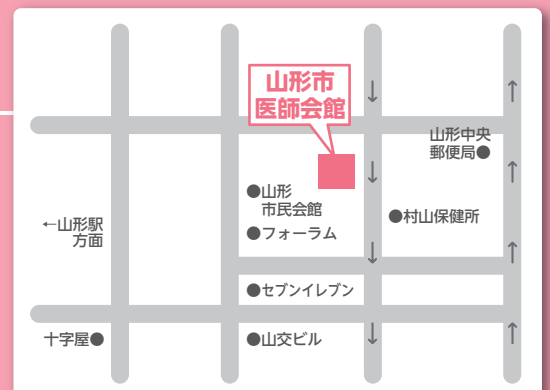 山形市
医師会館
山形中央
郵便局●
●山形
市民会館
●村山保健所
←山形駅
方面
●フォーラム
●セブンイレブン
十字屋●
●山交ビル